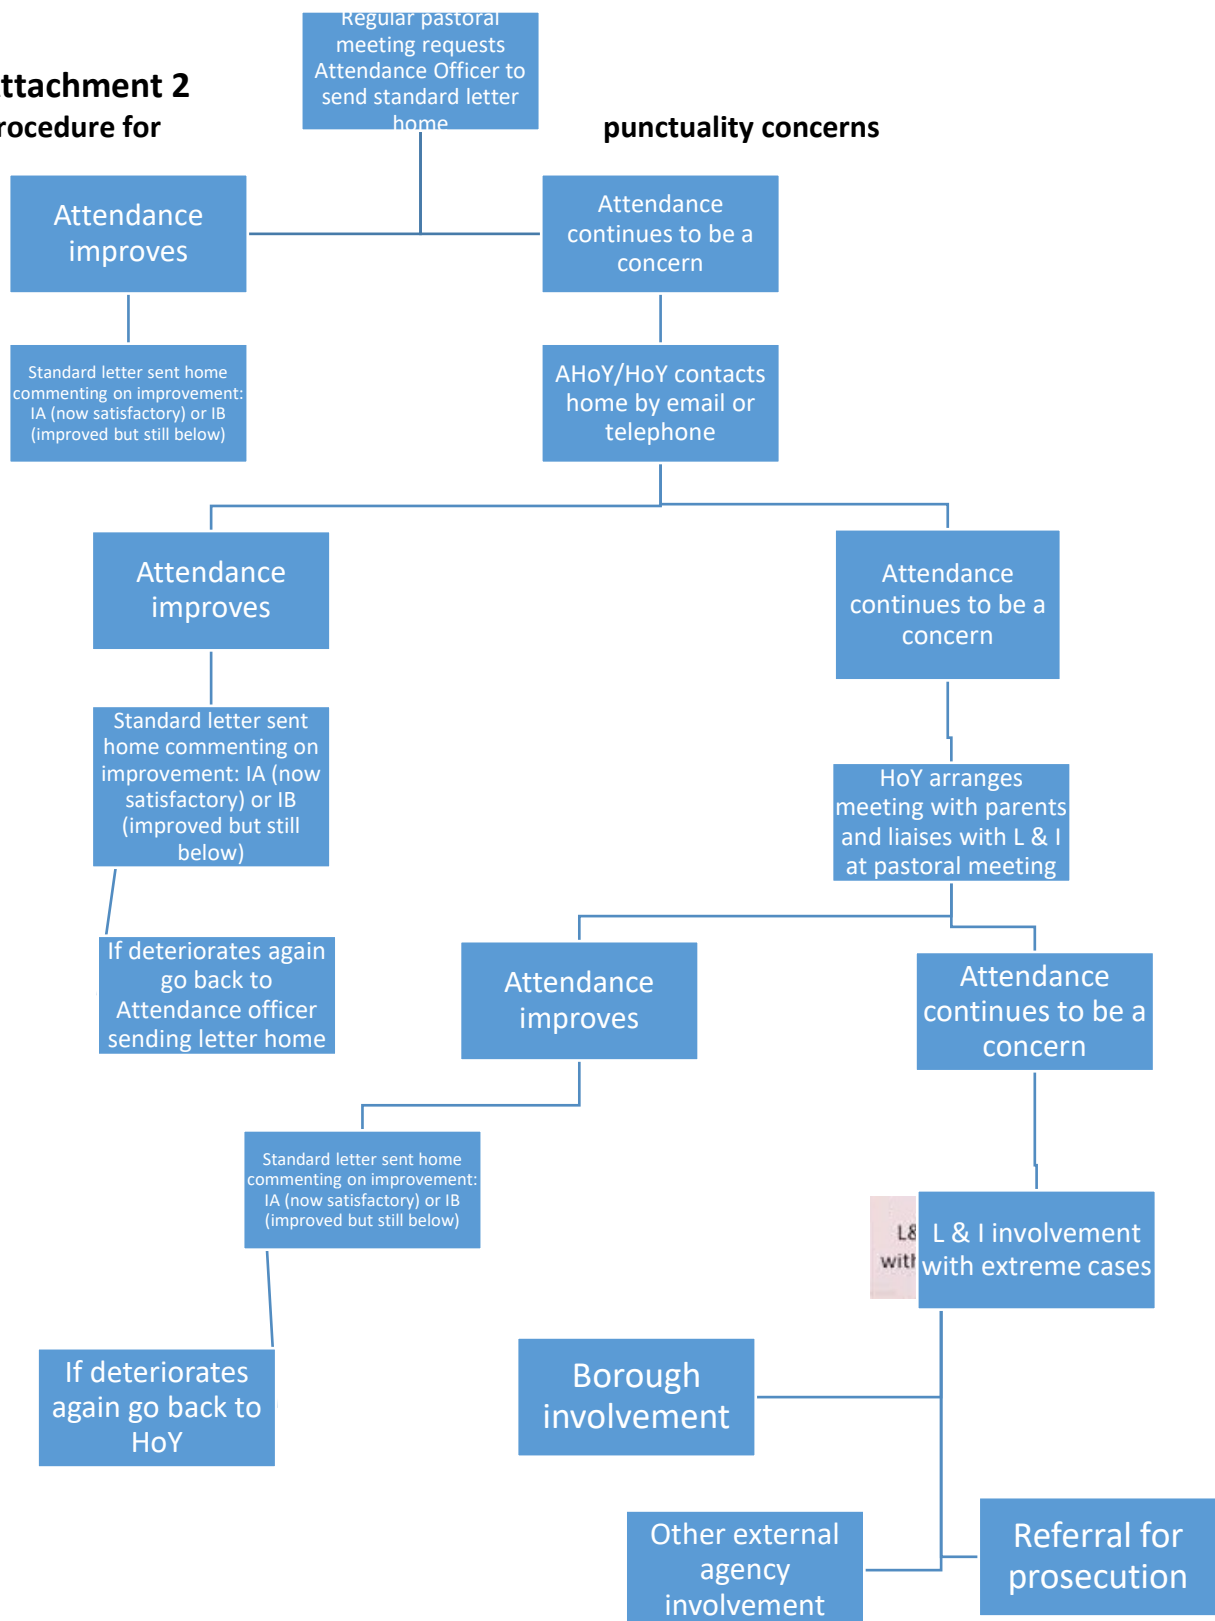 Regular pastoral
meeting requests
Attendance Officer to
send standard letter
home
ttachment 2
rocedure for
punctuality concerns
Attendance
improves
Attendance
continues to be a
concern
Standard letter sent home
commenting on improvement:
IA (now satisfactory) or IB
(improved but still below)
AHoY/HoY contacts
home by email or
telephone
Attendance
improves
Attendance
continues to be a
concern
Standard letter sent
home commenting on
improvement: IA (now
satisfactory) or IB
(improved but still
below)
HoY arranges
meeting with parents
and liaises with L & I
at pastoral meeting
If deteriorates again
go back to
Attendance officer
sending letter home
Attendance
improves
Attendance
continues to be a
concern
Standard letter sent home
commenting on improvement:
IA (now satisfactory) or IB
(improved but still below)
L&
with
L & I involvement
with extreme cases
If deteriorates
again go back to
HoY
Borough
involvement
Other external
agency
involvement
Referral for
prosecution